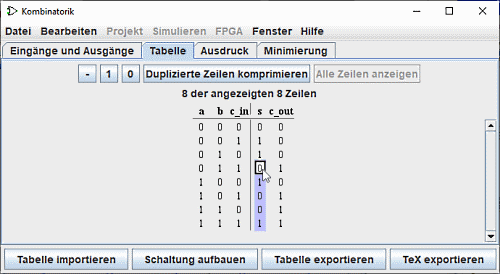 Kombinatorik
Datei Bearbeiten Projekt Simulieren FPGA Fenster Hilfe
Eingänge und Ausgänge Tabelle Ausdruck Minimierung
- 1 0 Duplizierte Zeilen komprimieren Alle Zeilen anzeigen
8 der angezeigten 8 Zeilen
a b c_in s c_out
0 0 0 0 0
0 0 1 1 0
0 1 0 1 0
0 1 1 0 1
1 0 0 1 0
1 0 1 0 1
1 1 0 0 1
1 1 1 1 1
Tabelle importieren Schaltung aufbauen Tabelle exportieren TeX exportieren